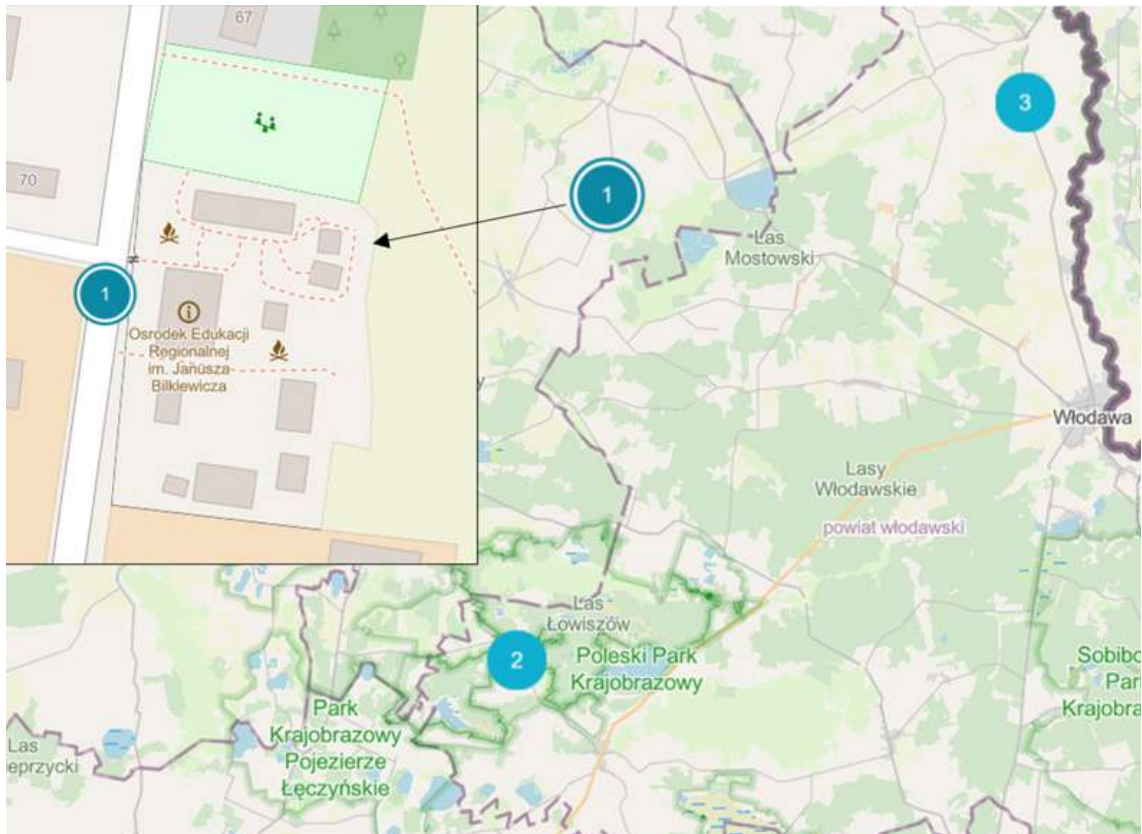 67
70
1
Osrodek Edukacji
Regionalnej
im. Janusza
Bilkiewicza
1
3
Las
Mostowski
Włodawa
Lasy
Włodawskie
powiat włodawski
Las
Łowiszów
2
Poleski Park
Krajobrazowy
Park
Krajobrazowy
Pojezierze
Łęczyńskie
Las
eprzycki
Sobibo
Par
Krajobra